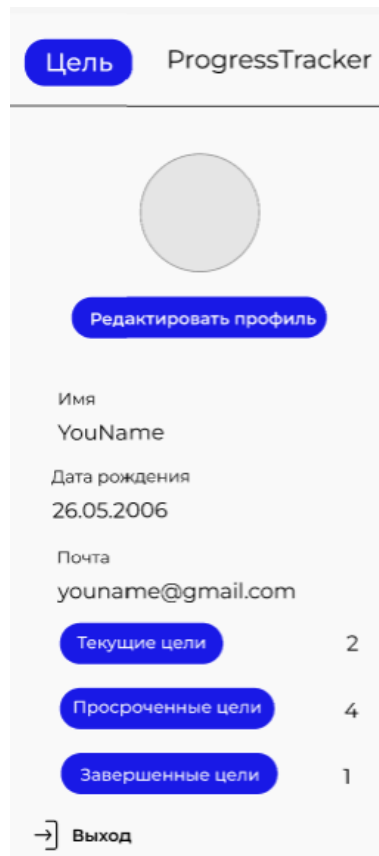 Цель ProgressTracker
Редактировать профиль
Имя
YouName
Дата рождения
26.05.2006
Почта
youname@gmail.com
Текущие цели 2
Просроченные цели 4
Завершенные цели 1
Выход